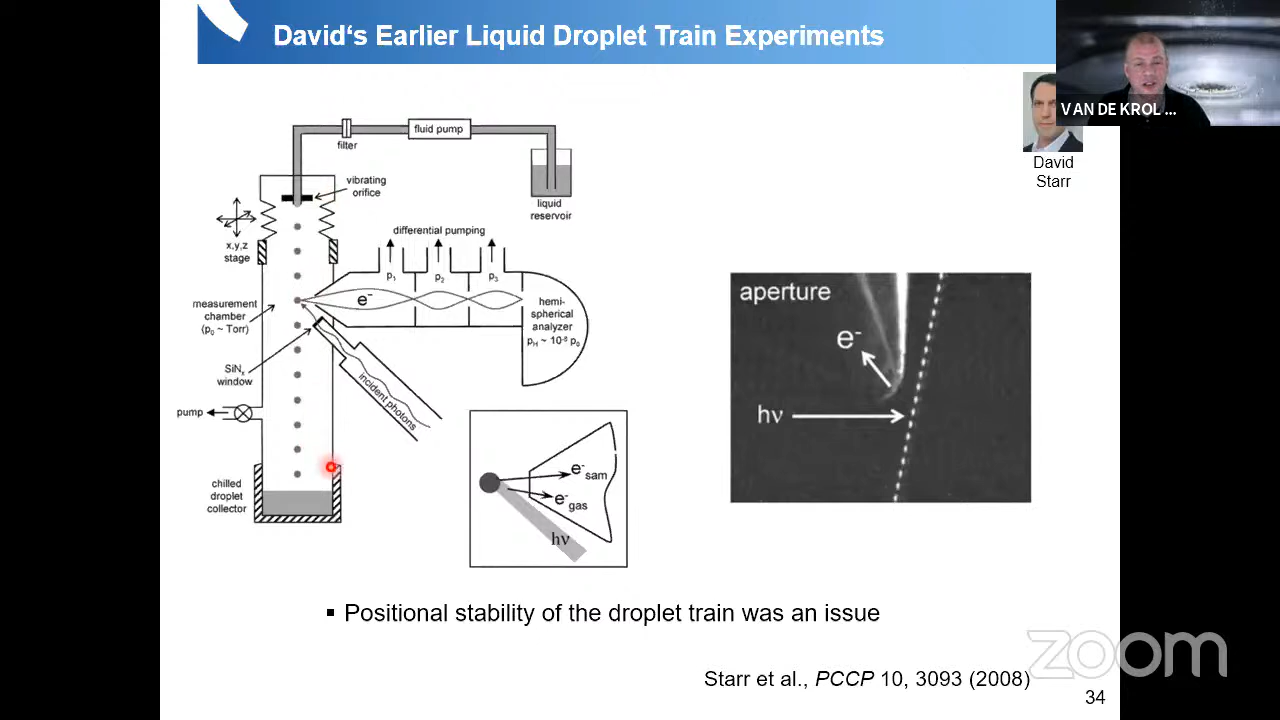 David's Earlier Liquid Droplet Train Experiments
VAN DE KROL ...
David
Starr
filter
fluid pump
vibrating
orifice
liquid
reservoir
x,y,z
stage
differential pumping
p1
p2
p3
e-
hemi-
spherical
analyzer
pH ~ 10-8 p0
measurement
chamber
(p0 ~ Torr)
SiNx
window
incident photons
pump
chilled
droplet
collector
e-sam
e-gas
hν
aperture
e-
hν
▪ Positional stability of the droplet train was an issue
zoom
Starr et al., PCCP 10, 3093 (2008)
34